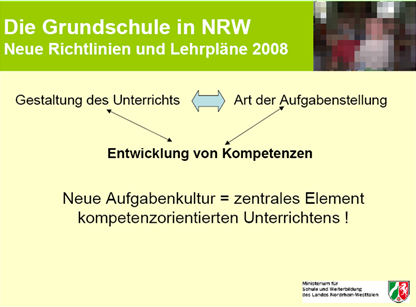 Die Grundschule in NRW
Neue Richtlinien und Lehrpläne 2008
Gestaltung des Unterrichts
Art der Aufgabenstellung
Entwicklung von Kompetenzen
Neue Aufgabenkultur = zentrales Element
kompetenzorientierten Unterrichtens !
Ministerium für
Schule und Weiterbildung
des Landes Nordrhein-Westfalen